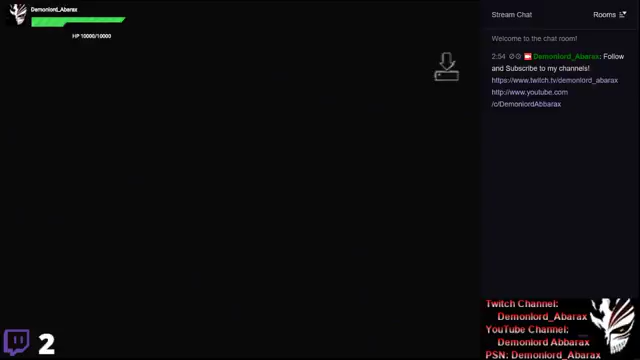 Demonlord_Abarax
HP 10000/10000
Stream Chat
Rooms
Welcome to the chat room!
2:54 Demonlord_Abarax: Follow
and Subscribe to my channels!
https://www.twitch.tv/demonlord_abarax
http://www.youtube.com
/c/DemonlordAbbarax
2
Twitch Channel:
Demonlord_Abarax
YouTube Channel:
Demonlord Abbarax
PSN: Demonlord_Abarax